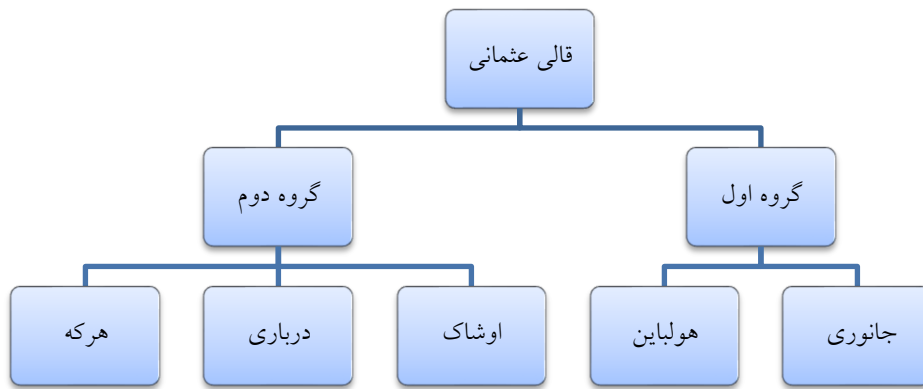 قالی عثمانی
گروه اول
گروه دوم
جانوری
هولباین
اوشاک
درباری
هرکه